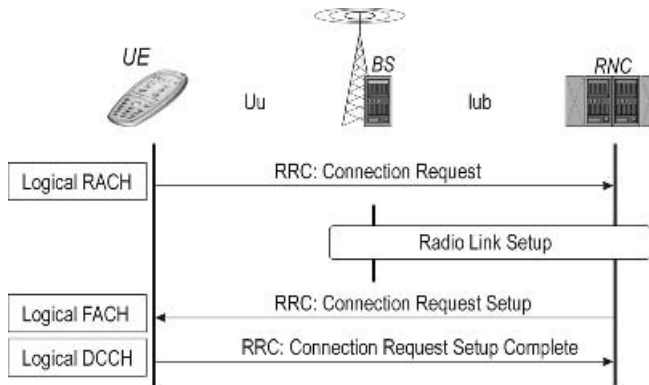 UE
BS
RNC
Uu
Iub
Logical RACH
RRC: Connection Request
Radio Link Setup
Logical FACH
RRC: Connection Request Setup
Logical DCCH
RRC: Connection Request Setup Complete